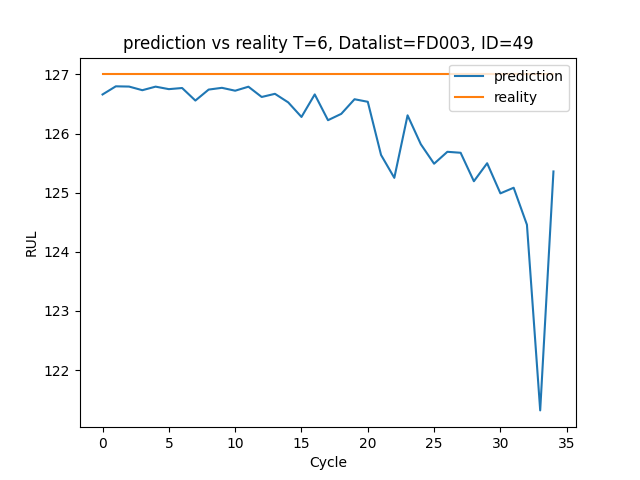 prediction vs reality T=6, Datalist=FD003, ID=49
prediction
reality
127
126
125
124
123
122
RUL
0 5 10 15 20 25 30 35
Cycle